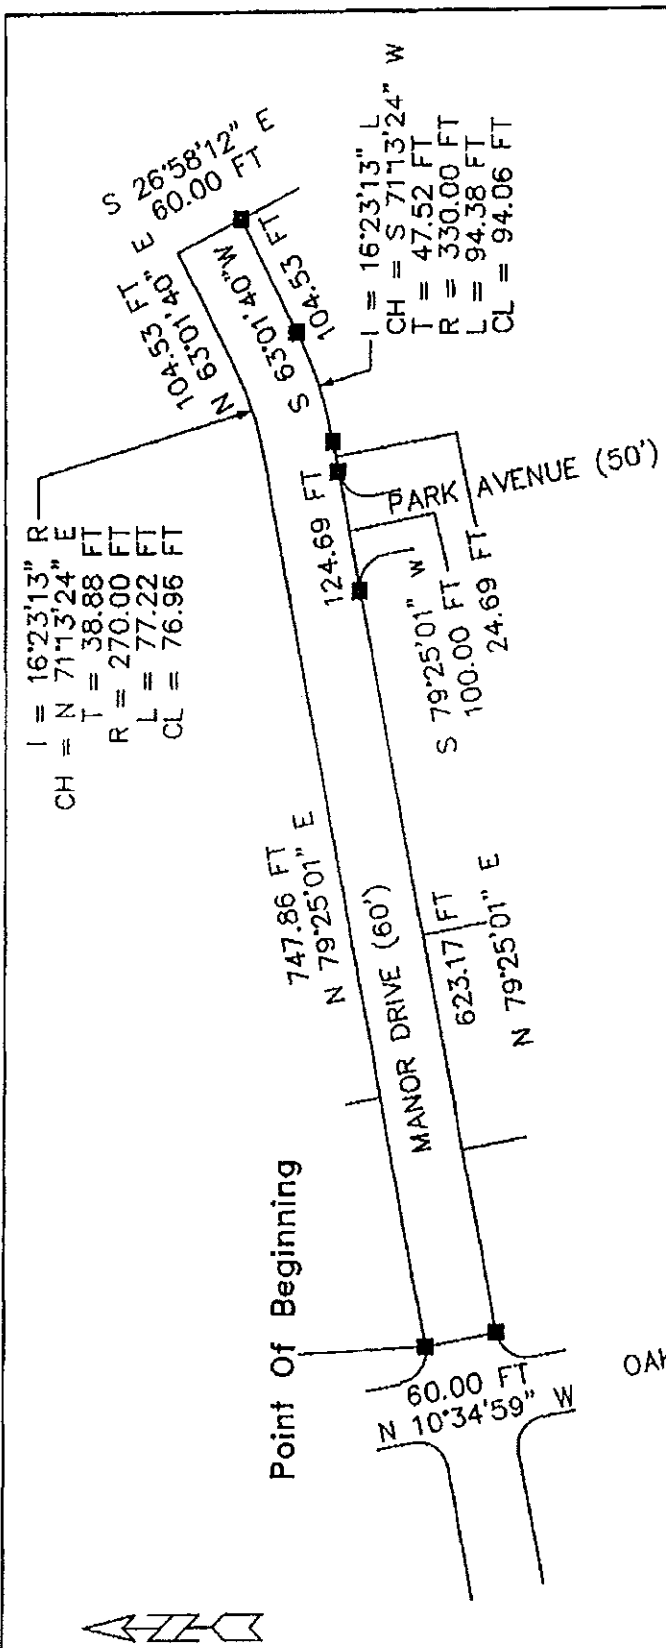 S 26°58'12" E
60.00 FT
104.53 FT
N 63°01'40" E
S 63°01'40" W
104.53 FT
I = 16°23'13" L
CH = S 71°13'24" W
T = 47.52 FT
R = 330.00 FT
L = 94.38 FT
CL = 94.06 FT
I = 16°23'13" R
CH = N 71°13'24" E
T = 38.88 FT
R = 270.00 FT
L = 77.22 FT
CL = 76.96 FT
124.69 FT
PARK AVENUE (50')
S 79°25'01" W
100.00 FT
24.69 FT
747.86 FT
N 79°25'01" E
MANOR DRIVE (60')
623.17 FT
N 79°25'01" E
Point Of Beginning
60.00 FT
N 10°34'59" W